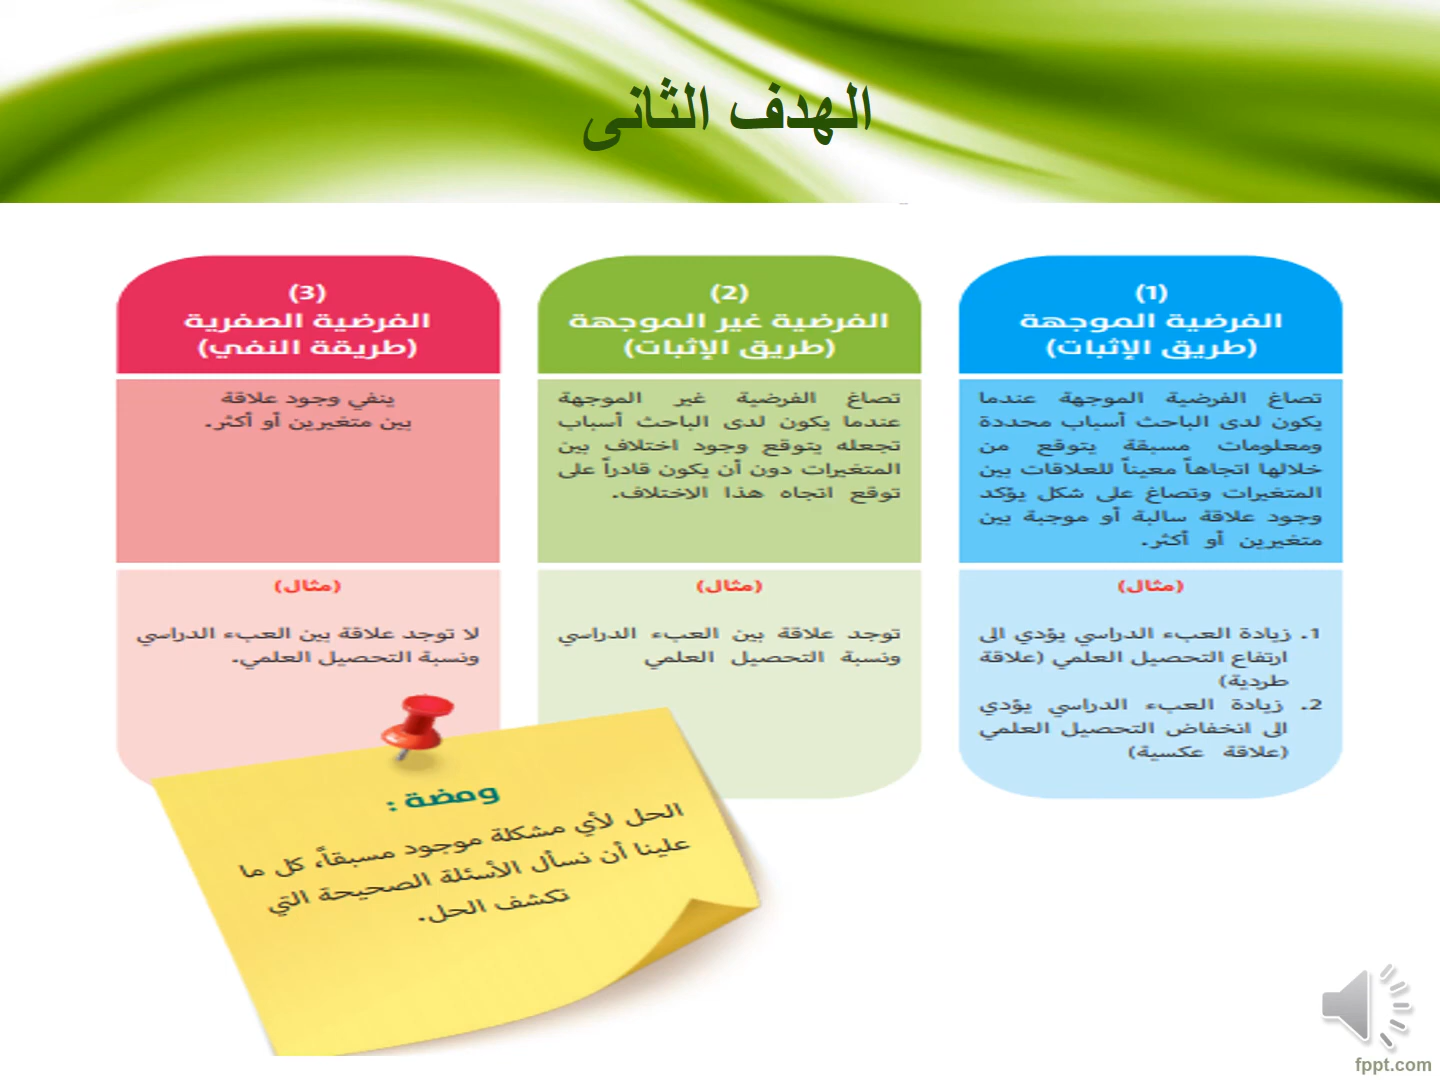 الهدف الثانى
(1)
الفرضية الموجهة
(طريق الإثبات)
تصاغ الفرضية الموجهة عندما
يكون لدى الباحث أسباب محددة
ومعلومات مسبقة يتوقع من
خلالها اتجاهاً معيناً للعلاقات بين
المتغيرات وتصاغ على شكل يؤكد
وجود علاقة سالبة أو موجبة بين
متغيرين أو أكثر.
(مثال)
1. زيادة العبء الدراسي يؤدي الى
ارتفاع التحصيل العلمي (علاقة
طردية)
2. زيادة العبء الدراسي يؤدي
الى انخفاض التحصيل العلمي
(علاقة عكسية)
(2)
الفرضية غير الموجهة
(طريق الإثبات)
تصاغ الفرضية غير الموجهة
عندما يكون لدى الباحث أسباب
تجعله يتوقع وجود اختلاف بين
المتغيرات دون أن يكون قادراً على
توقع اتجاه هذا الاختلاف.
(مثال)
توجد علاقة بين العبء الدراسي
ونسبة التحصيل العلمي
(3)
الفرضية الصفرية
(طريقة النفي)
ينفي وجود علاقة
بين متغيرين أو أكثر.
(مثال)
لا توجد علاقة بين العبء الدراسي
ونسبة التحصيل العلمي.
ومضة :
الحل لأي مشكلة موجود مسبقاً، كل ما
علينا أن نسأل الأسئلة الصحيحة التي
تكشف الحل.
fppt.com